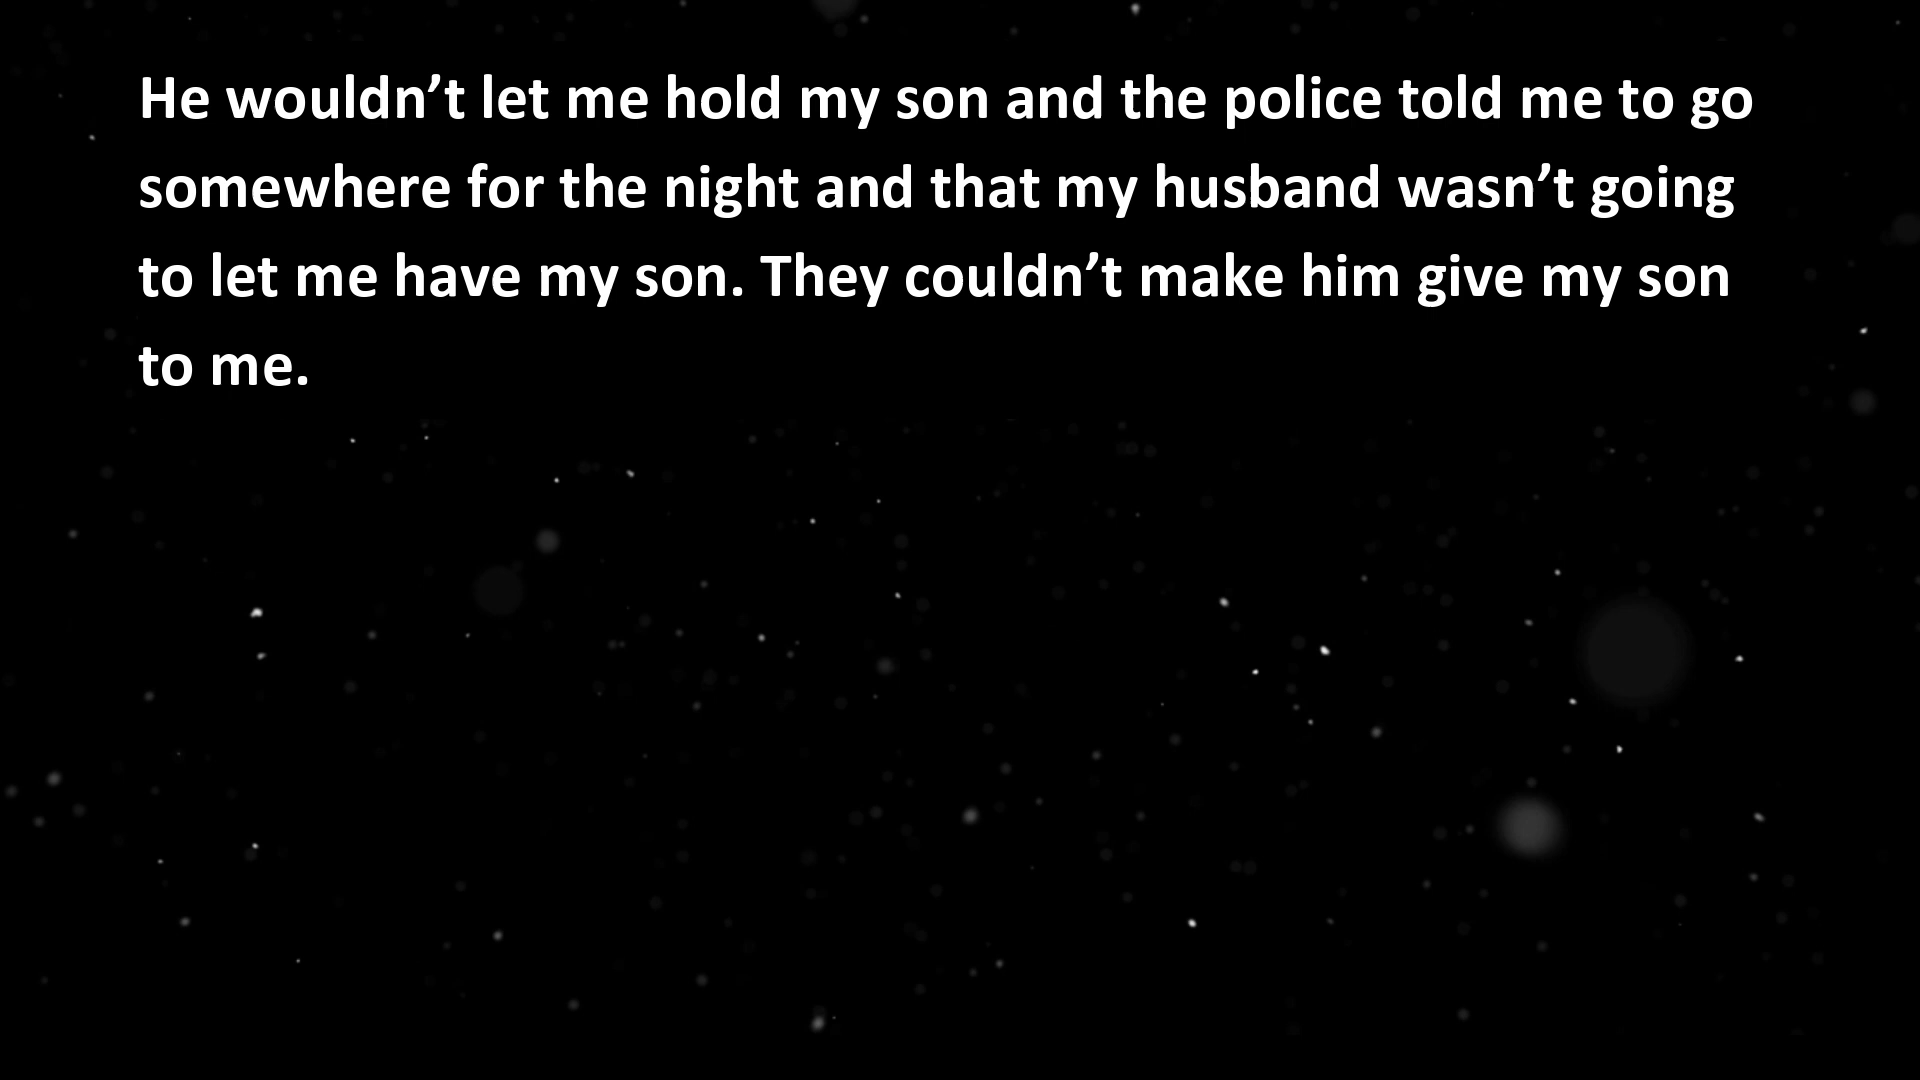 He wouldn’t let me hold my son and the police told me to go
somewhere for the night and that my husband wasn’t going
to let me have my son. They couldn’t make him give my son
to me.